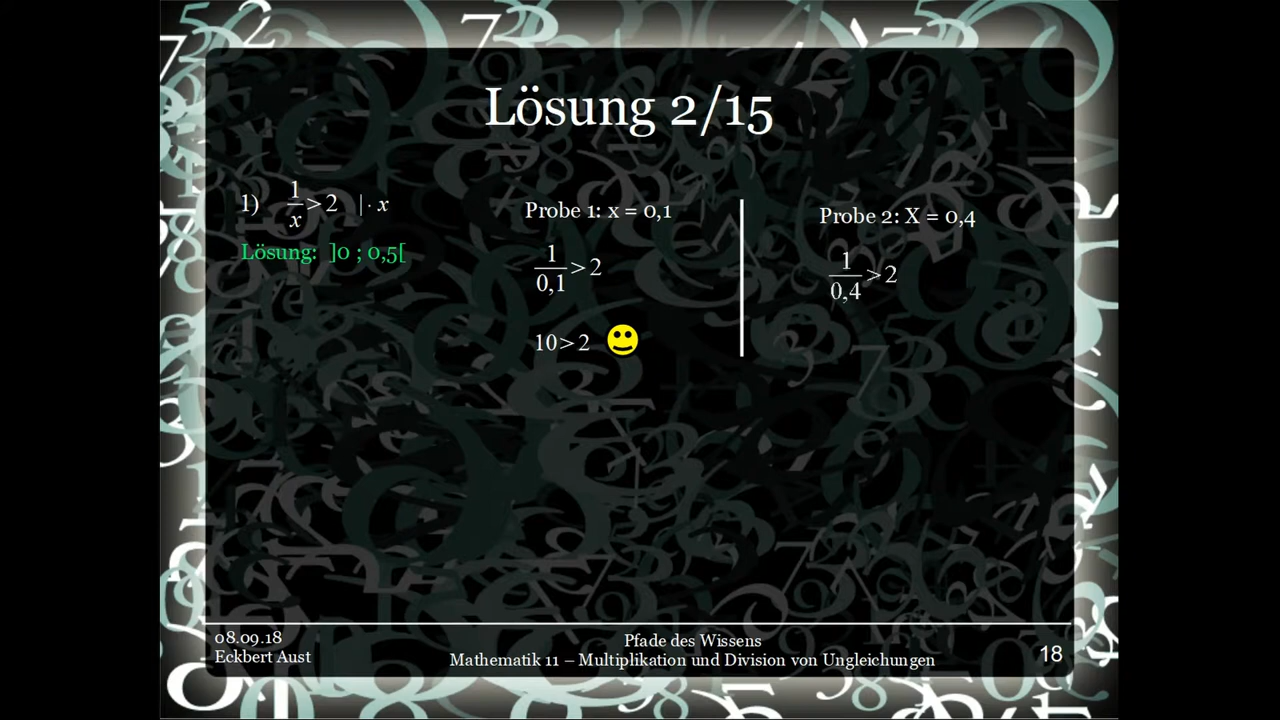 Lösung 2/15
1) 1/x > 2 | · x
Lösung: ]0 ; 0,5[
Probe 1: x = 0,1
1/0,1 > 2
10 > 2
Probe 2: X = 0,4
1/0,4 > 2
08.09.18
Eckbert Aust
Pfade des Wissens
Mathematik 11 – Multiplikation und Division von Ungleichungen
18